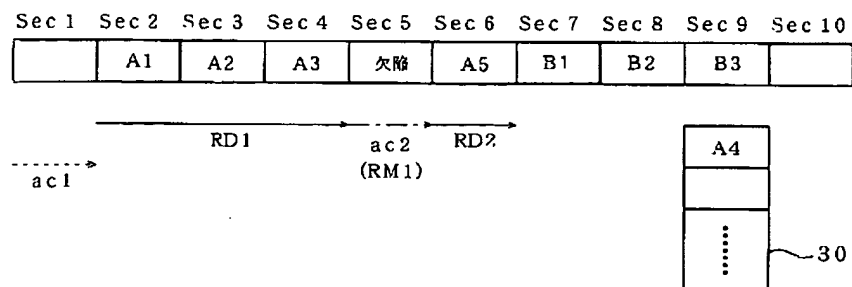 Sec 1 Sec 2 Sec 3 Sec 4 Sec 5 Sec 6 Sec 7 Sec 8 Sec 9 Sec 10
A1 A2 A3 欠陥 A5 B1 B2 B3
RD1 ac2 RD2
(RM1)
ac1
A4
30